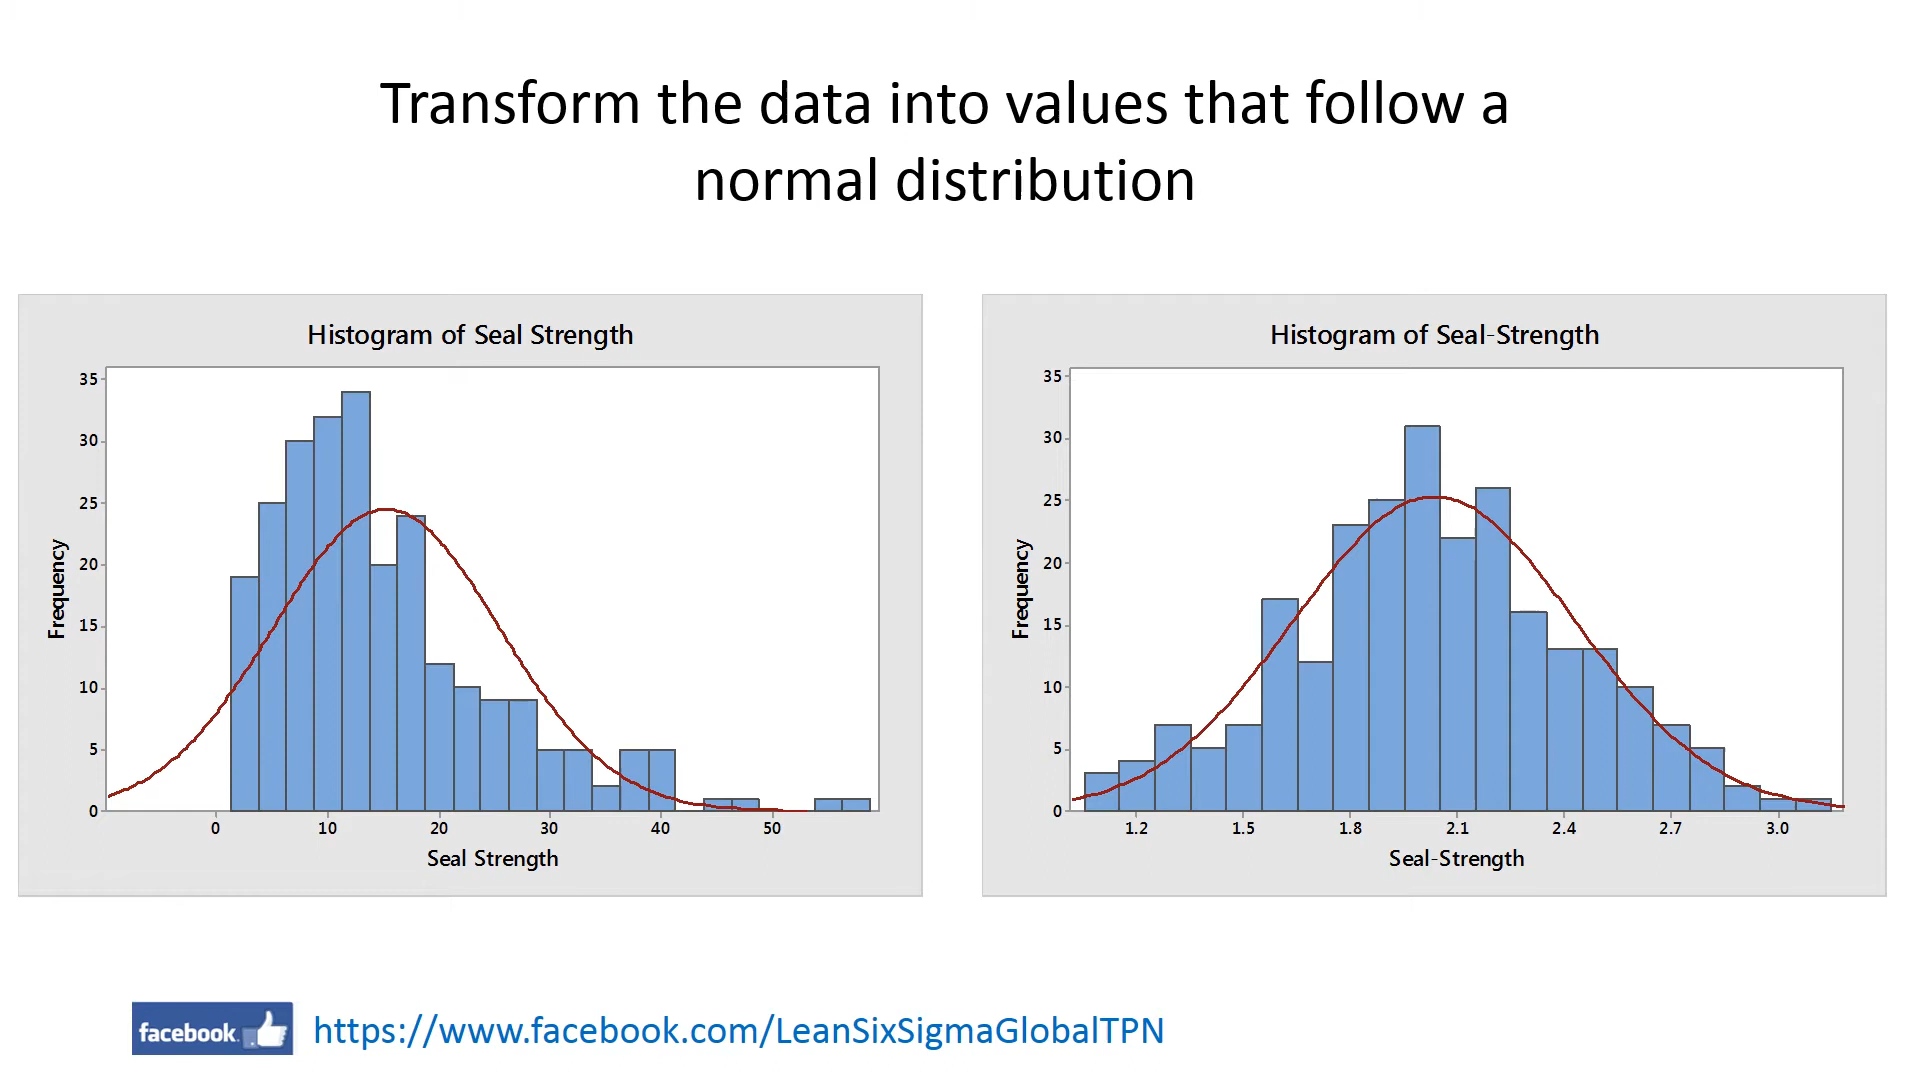 Transform the data into values that follow a
normal distribution
Histogram of Seal Strength
35
30
25
20
15
10
5
0
Frequency
0 10 20 30 40 50
Seal Strength
Histogram of Seal-Strength
35
30
25
20
15
10
5
0
Frequency
1.2 1.5 1.8 2.1 2.4 2.7 3.0
Seal-Strength
facebook.
https://www.facebook.com/LeanSixSigmaGlobalTPN